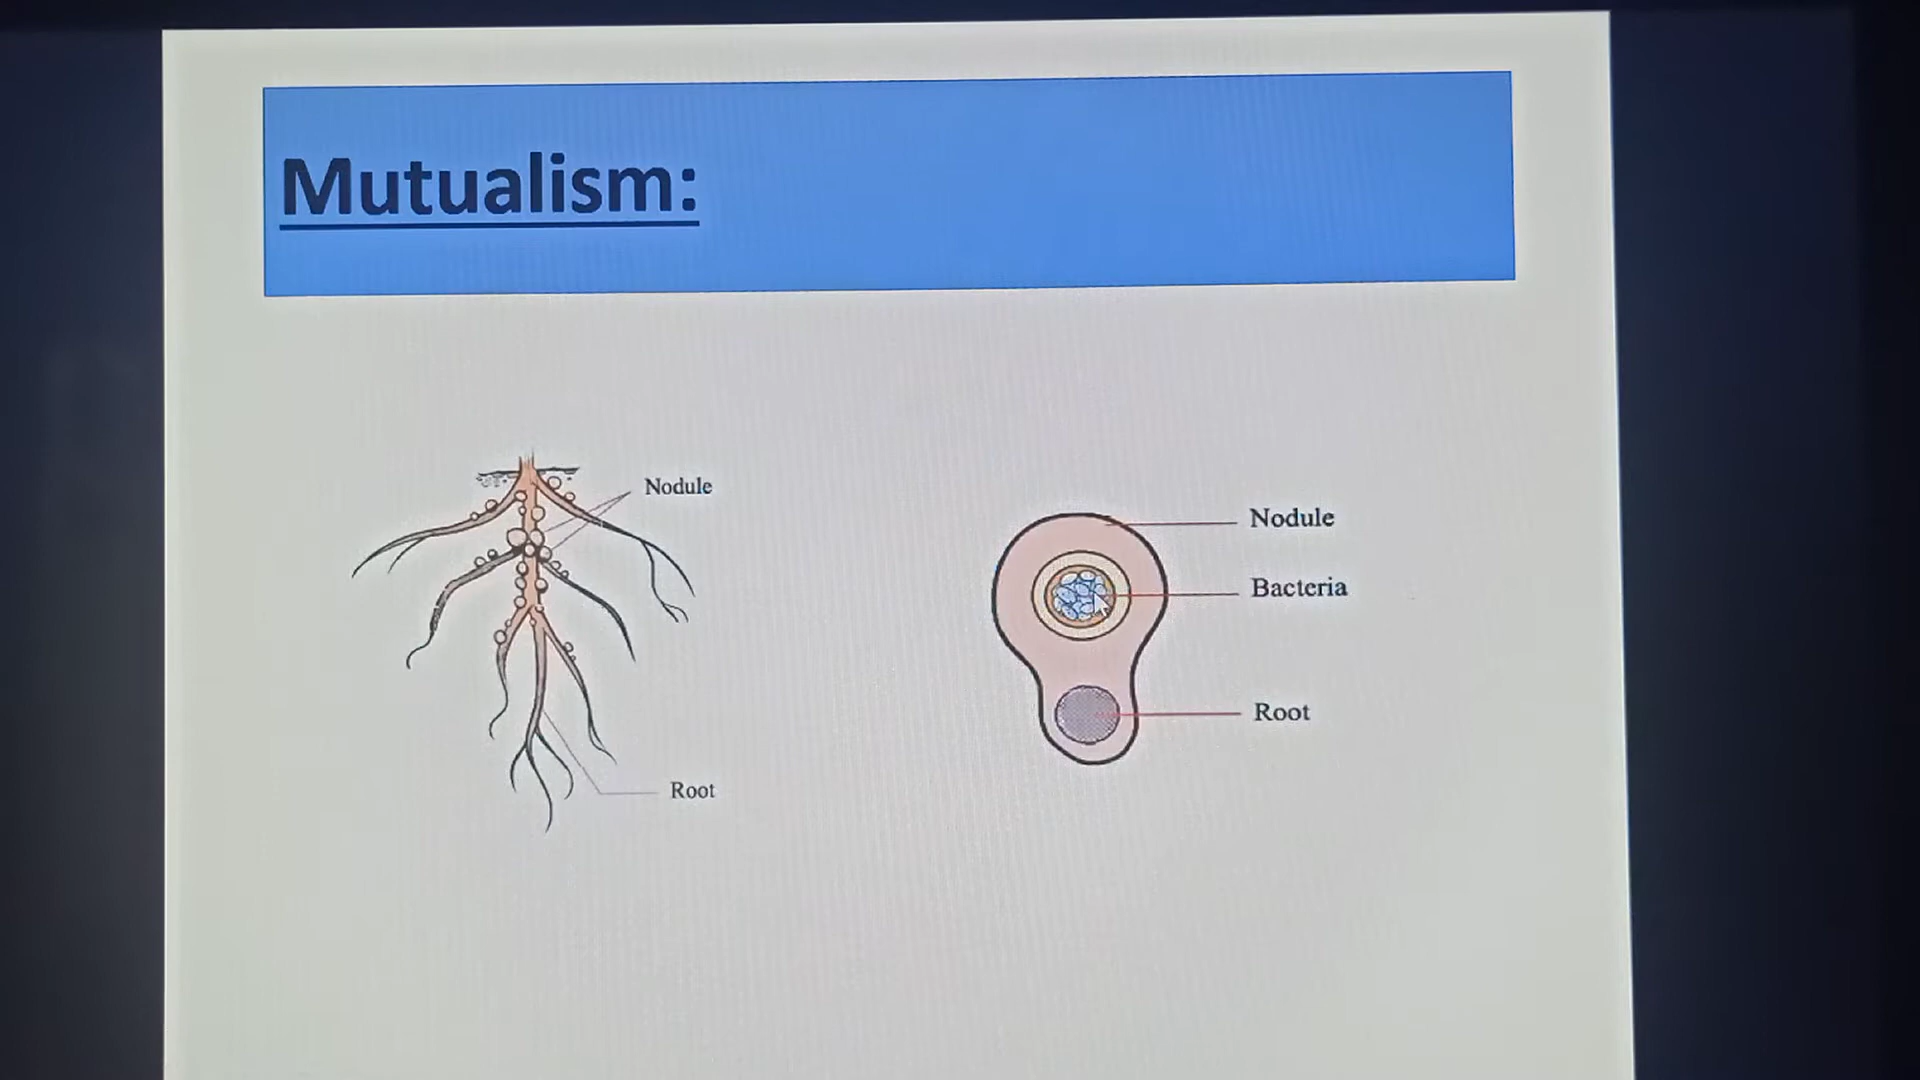 Mutualism:
Nodule
Root
Nodule
Bacteria
Root